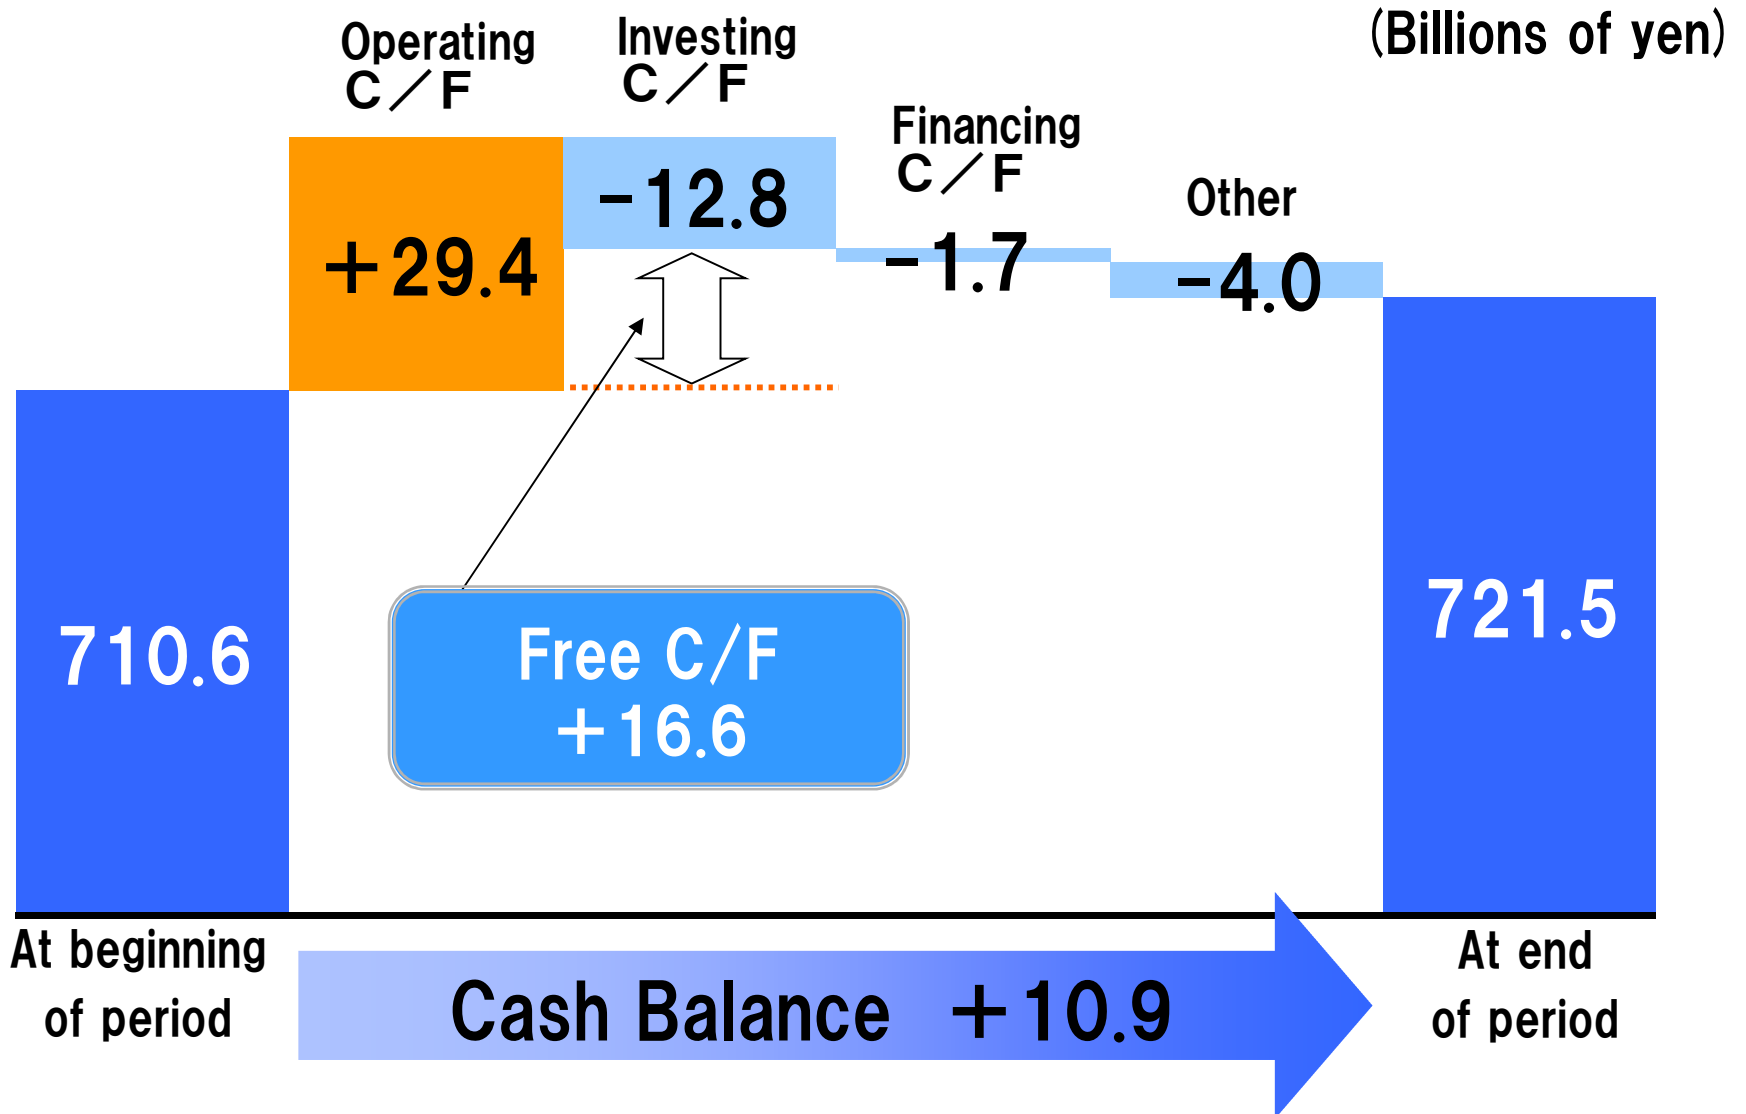 (Billions of yen)
Operating
C／F
Investing
C／F
Financing
C／F
Other
＋29.4
−12.8
−1.7
−4.0
710.6
Free C/F
＋16.6
721.5
At beginning
of period
Cash Balance ＋10.9
At end
of period